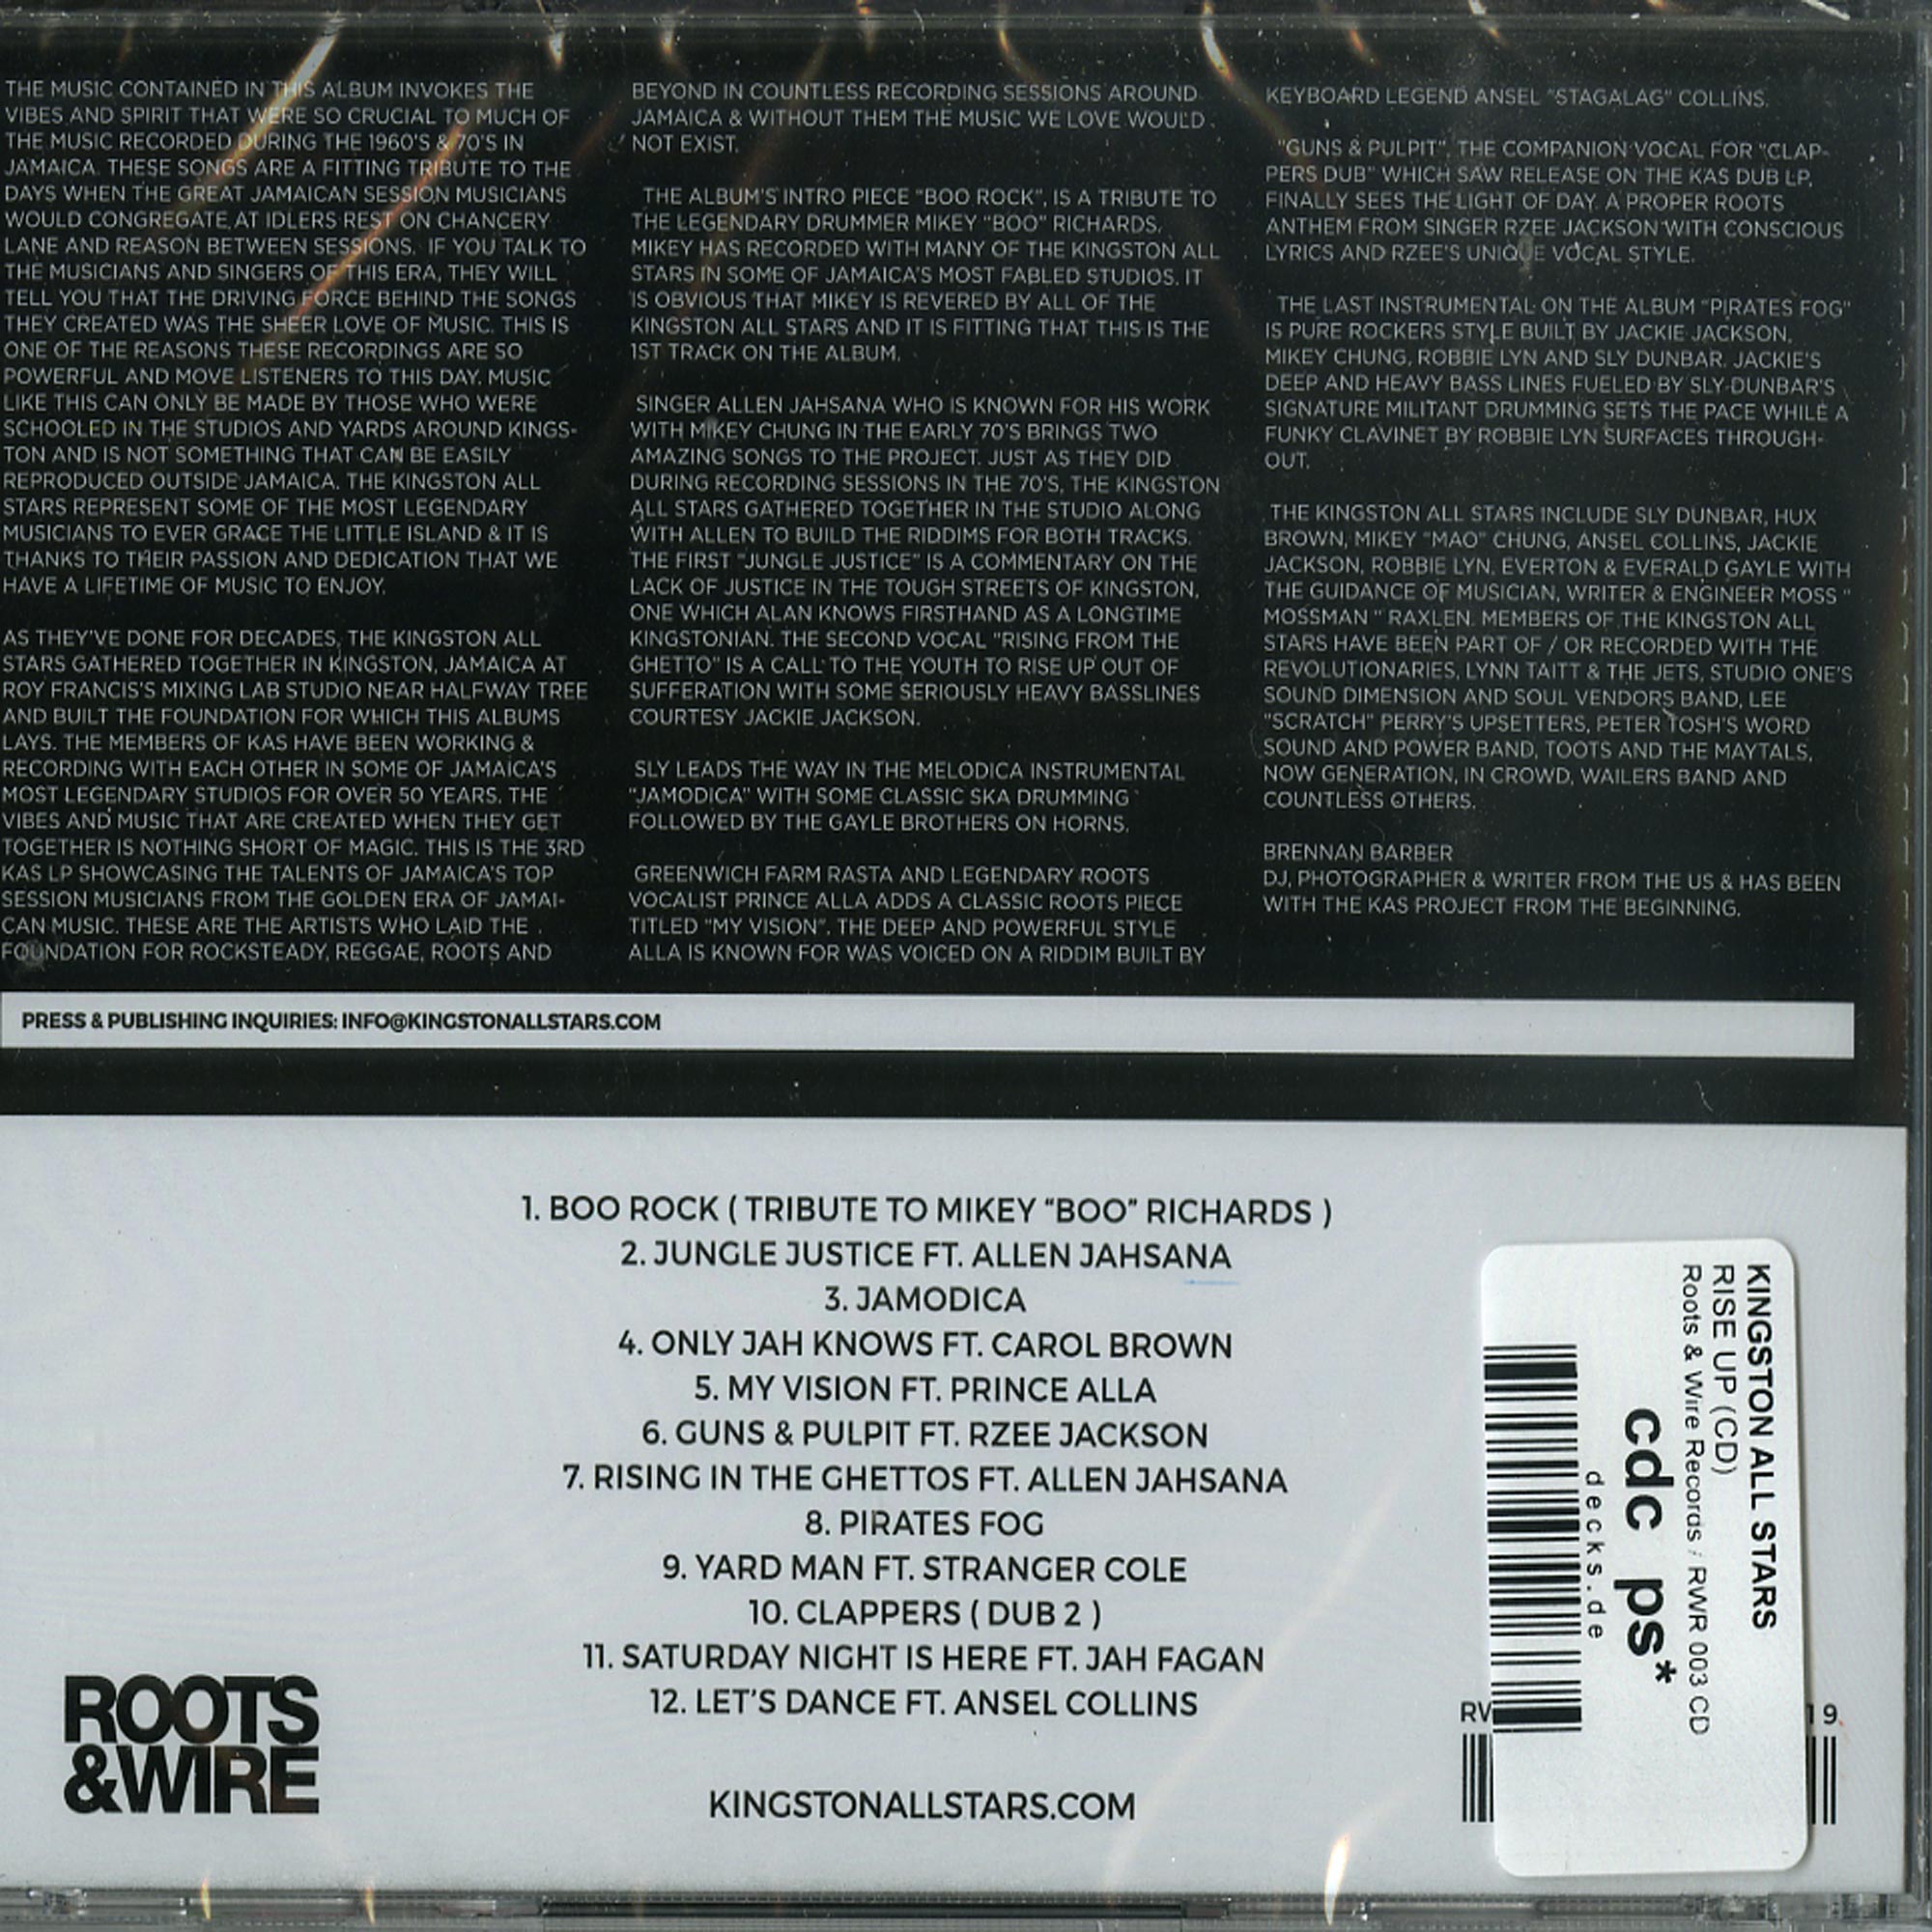 THE MUSIC CONTAINED IN THIS ALBUM INVOKES THE
VIBES AND SPIRIT THAT WERE SO CRUCIAL TO MUCH OF
THE MUSIC RECORDED DURING THE 1960'S & 70'S IN
JAMAICA. THESE SONGS ARE A FITTING TRIBUTE TO THE
DAYS WHEN THE GREAT JAMAICAN SESSION MUSICIANS
WOULD CONGREGATE AT IDLERS REST ON CHANCERY
LANE AND REASON BETWEEN SESSIONS. IF YOU TALK TO
THE MUSICIANS AND SINGERS OF THIS ERA, THEY WILL
TELL YOU THAT THE DRIVING FORCE BEHIND THE SONGS
THEY CREATED WAS THE SHEER LOVE OF MUSIC. THIS IS
ONE OF THE REASONS THESE RECORDINGS ARE SO
POWERFUL AND MOVE LISTENERS TO THIS DAY. MUSIC
LIKE THIS CAN ONLY BE MADE BY THOSE WHO WERE
SCHOOLED IN THE STUDIOS AND YARDS AROUND KINGS-
TON AND IS NOT SOMETHING THAT CAN BE EASILY
REPRODUCED OUTSIDE JAMAICA. THE KINGSTON ALL
STARS REPRESENT SOME OF THE MOST LEGENDARY
MUSICIANS TO EVER GRACE THE LITTLE ISLAND & IT IS
THANKS TO THEIR PASSION AND DEDICATION THAT WE
HAVE A LIFETIME OF MUSIC TO ENJOY.
AS THEY'VE DONE FOR DECADES, THE KINGSTON ALL
STARS GATHERED TOGETHER IN KINGSTON, JAMAICA AT
ROY FRANCIS'S MIXING LAB STUDIO NEAR HALFWAY TREE
AND BUILT THE FOUNDATION FOR WHICH THIS ALBUMS
LAYS. THE MEMBERS OF KAS HAVE BEEN WORKING &
RECORDING WITH EACH OTHER IN SOME OF JAMAICA'S
MOST LEGENDARY STUDIOS FOR OVER 50 YEARS. THE
VIBES AND MUSIC THAT ARE CREATED WHEN THEY GET
TOGETHER IS NOTHING SHORT OF MAGIC. THIS IS THE 3RD
KAS LP SHOWCASING THE TALENTS OF JAMAICA'S TOP
SESSION MUSICIANS FROM THE GOLDEN ERA OF JAMAI-
CAN MUSIC. THESE ARE THE ARTISTS WHO LAID THE
FOUNDATION FOR ROCKSTEADY, REGGAE, ROOTS AND
BEYOND IN COUNTLESS RECORDING SESSIONS AROUND
JAMAICA & WITHOUT THEM THE MUSIC WE LOVE WOULD
NOT EXIST.
THE ALBUM'S INTRO PIECE "BOO ROCK", IS A TRIBUTE TO
THE LEGENDARY DRUMMER MIKEY "BOO" RICHARDS.
MIKEY HAS RECORDED WITH MANY OF THE KINGSTON ALL
STARS IN SOME OF JAMAICA'S MOST FABLED STUDIOS. IT
IS OBVIOUS THAT MIKEY IS REVERED BY ALL OF THE
KINGSTON ALL STARS AND IT IS FITTING THAT THIS IS THE
1ST TRACK ON THE ALBUM.
SINGER ALLEN JAHSANA WHO IS KNOWN FOR HIS WORK
WITH MIKEY CHUNG IN THE EARLY 70'S BRINGS TWO
AMAZING SONGS TO THE PROJECT. JUST AS THEY DID
DURING RECORDING SESSIONS IN THE 70'S, THE KINGSTON
ALL STARS GATHERED TOGETHER IN THE STUDIO ALONG
WITH ALLEN TO BUILD THE RIDDIMS FOR BOTH TRACKS.
THE FIRST "JUNGLE JUSTICE" IS A COMMENTARY ON THE
LACK OF JUSTICE IN THE TOUGH STREETS OF KINGSTON,
ONE WHICH ALAN KNOWS FIRSTHAND AS A LONGTIME
KINGSTONIAN. THE SECOND VOCAL "RISING FROM THE
GHETTO" IS A CALL TO THE YOUTH TO RISE UP OUT OF
SUFFERATION WITH SOME SERIOUSLY HEAVY BASSLINES
COURTESY JACKIE JACKSON.
SLY LEADS THE WAY IN THE MELODICA INSTRUMENTAL
"JAMODICA" WITH SOME CLASSIC SKA DRUMMING
FOLLOWED BY THE GAYLE BROTHERS ON HORNS.
GREENWICH FARM RASTA AND LEGENDARY ROOTS
VOCALIST PRINCE ALLA ADDS A CLASSIC ROOTS PIECE
TITLED "MY VISION". THE DEEP AND POWERFUL STYLE
ALLA IS KNOWN FOR WAS VOICED ON A RIDDIM BUILT BY
KEYBOARD LEGEND ANSEL "STAGALAG" COLLINS.
"GUNS & PULPIT", THE COMPANION VOCAL FOR "CLAP-
PERS DUB" WHICH SAW RELEASE ON THE KAS DUB LP,
FINALLY SEES THE LIGHT OF DAY. A PROPER ROOTS
ANTHEM FROM SINGER RZEE JACKSON WITH CONSCIOUS
LYRICS AND RZEE'S UNIQUE VOCAL STYLE.
THE LAST INSTRUMENTAL ON THE ALBUM "PIRATES FOG"
IS PURE ROCKERS STYLE BUILT BY JACKIE JACKSON,
MIKEY CHUNG, ROBBIE LYN AND SLY DUNBAR. JACKIE'S
DEEP AND HEAVY BASS LINES FUELED BY SLY DUNBAR'S
SIGNATURE MILITANT DRUMMING SETS THE PACE WHILE A
FUNKY CLAVINET BY ROBBIE LYN SURFACES THROUGH-
OUT.
THE KINGSTON ALL STARS INCLUDE SLY DUNBAR, HUX
BROWN, MIKEY "MAO" CHUNG, ANSEL COLLINS, JACKIE
JACKSON, ROBBIE LYN, EVERTON & EVERALD GAYLE WITH
THE GUIDANCE OF MUSICIAN, WRITER & ENGINEER MOSS "
MOSSMAN " RAXLEN. MEMBERS OF THE KINGSTON ALL
STARS HAVE BEEN PART OF / OR RECORDED WITH THE
REVOLUTIONARIES, LYNN TAITT & THE JETS, STUDIO ONE'S
SOUND DIMENSION AND SOUL VENDORS BAND, LEE
"SCRATCH" PERRY'S UPSETTERS, PETER TOSH'S WORD
SOUND AND POWER BAND, TOOTS AND THE MAYTALS,
NOW GENERATION, IN CROWD, WAILERS BAND AND
COUNTLESS OTHERS.
BRENNAN BARBER
DJ, PHOTOGRAPHER & WRITER FROM THE US & HAS BEEN
WITH THE KAS PROJECT FROM THE BEGINNING.
PRESS & PUBLISHING INQUIRIES: INFO@KINGSTONALLSTARS.COM
1. BOO ROCK ( TRIBUTE TO MIKEY "BOO" RICHARDS )
2. JUNGLE JUSTICE FT. ALLEN JAHSANA
3. JAMODICA
4. ONLY JAH KNOWS FT. CAROL BROWN
5. MY VISION FT. PRINCE ALLA
6. GUNS & PULPIT FT. RZEE JACKSON
7. RISING IN THE GHETTOS FT. ALLEN JAHSANA
8. PIRATES FOG
9. YARD MAN FT. STRANGER COLE
10. CLAPPERS ( DUB 2 )
11. SATURDAY NIGHT IS HERE FT. JAH FAGAN
12. LET'S DANCE FT. ANSEL COLLINS
KINGSTONALLSTARS.COM
ROOTS
&WIRE
KINGSTON ALL STARS
RISE UP (CD)
Roots & Wire Records / RWR 003 CD
cdc ps*
decks.de
19